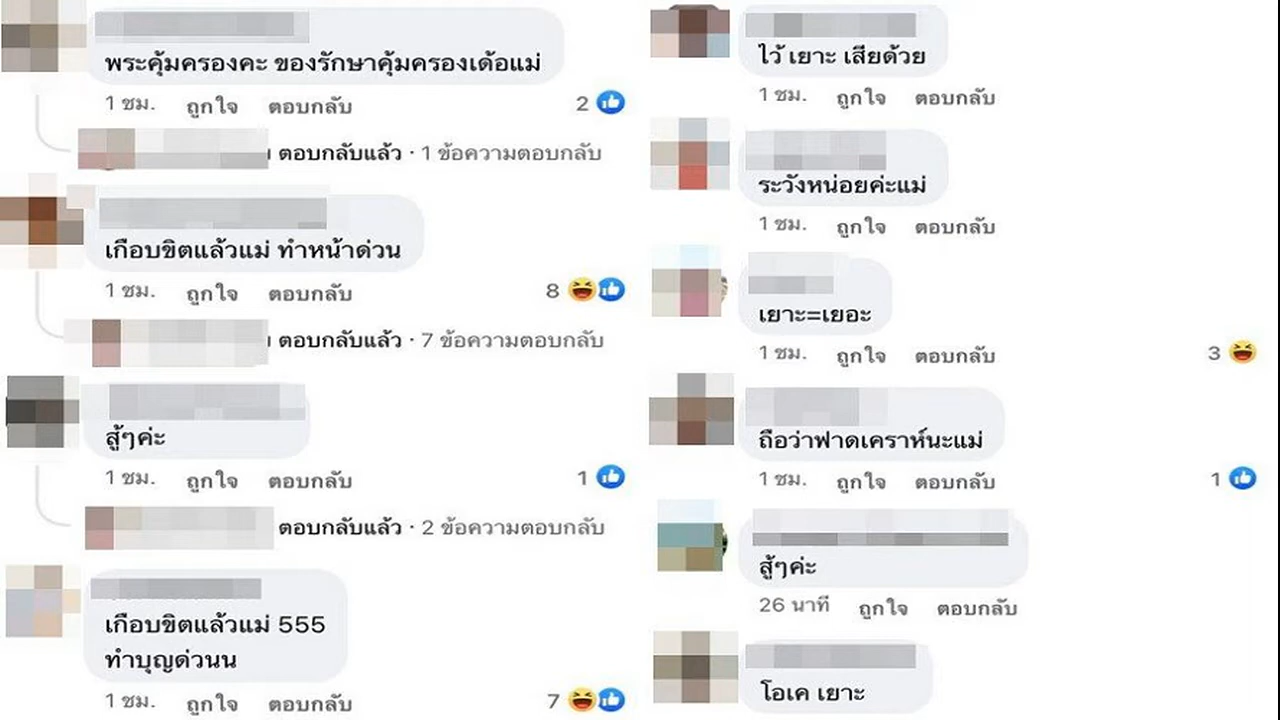 พระคุ้มครองคะ ของรักษาคุ้มครองเด้อแม่
1 ชม. ถูกใจ ตอบกลับ 2
ตอบกลับแล้ว · 1 ข้อความตอบกลับ
เกือบขิตแล้วแม่ ทำหน้าด่วน
1 ชม. ถูกใจ ตอบกลับ 8
ตอบกลับแล้ว · 7 ข้อความตอบกลับ
สู้ๆค่ะ
1 ชม. ถูกใจ ตอบกลับ 1
ตอบกลับแล้ว · 2 ข้อความตอบกลับ
เกือบขิตแล้วแม่ 555
ทำบุญด่วนน
1 ชม. ถูกใจ ตอบกลับ 7
ไว้ เยาะ เสียด้วย
1 ชม. ถูกใจ ตอบกลับ
ระวังหน่อยค่ะแม่
1 ชม. ถูกใจ ตอบกลับ
เยาะ=เยอะ
1 ชม. ถูกใจ ตอบกลับ 3
ถือว่าฟาดเคราห์นะแม่
1 ชม. ถูกใจ ตอบกลับ 1
สู้ๆค่ะ
26 นาที ถูกใจ ตอบกลับ
โอเค เยาะ